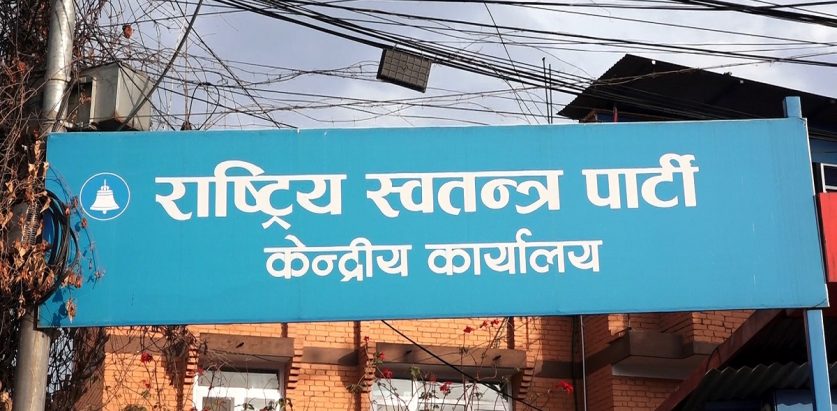 राष्ट्रिय स्वतन्त्र पार्टी
केन्द्रीय कार्यालय